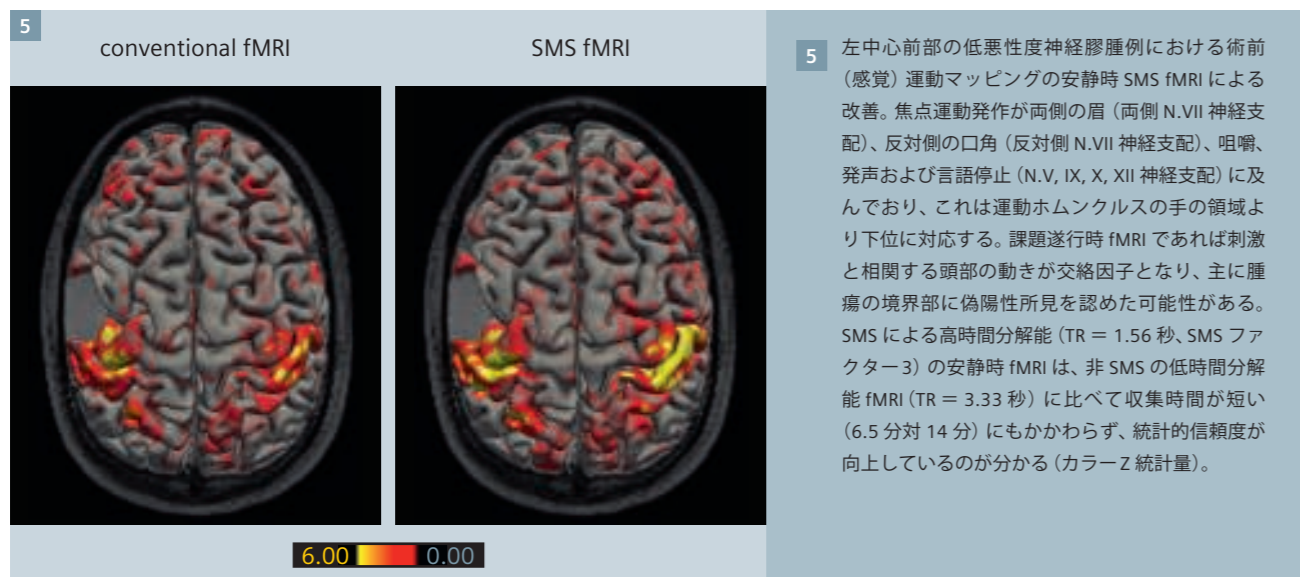 5
conventional fMRI
SMS fMRI
6.00
0.00
5
左中心前部の低悪性度神経膠腫例における術前
（感覚）運動マッピングの安静時 SMS fMRI による
改善。焦点運動発作が両側の眉（両側 N.VII 神経支
配）、反対側の口角（反対側 N.VII 神経支配）、咀嚼、
発声および言語停止（N.V, IX, X, XII 神経支配）に及
んでおり、これは運動ホムンクルスの手の領域よ
り下位に対応する。課題遂行時 fMRI であれば刺激
と相関する頭部の動きが交絡因子となり、主に腫
瘍の境界部に偽陽性所見を認めた可能性がある。
SMS による高時間分解能（TR = 1.56 秒、SMS ファ
クター 3）の安静時 fMRI は、非 SMS の低時間分解
能 fMRI（TR = 3.33 秒）に比べて収集時間が短い
（6.5 分対 14 分）にもかかわらず、統計的信頼度が
向上しているのが分かる（カラー Z 統計量）。